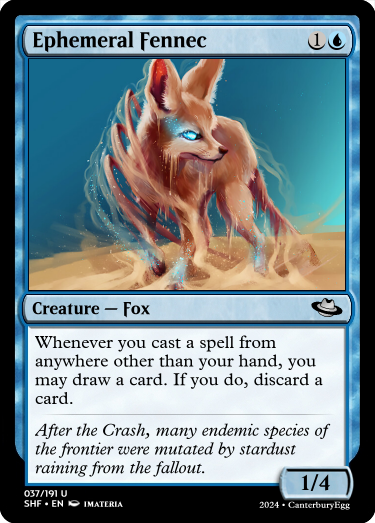 Ephemeral Fennec 1
Creature — Fox
Whenever you cast a spell from
anywhere other than your hand, you
may draw a card. If you do, discard a
card.
After the Crash, many endemic species of
the frontier were mutated by stardust
raining from the fallout.
1/4
037/191 U
SHF • EN IMATERIA
2024 • CanterburyEgg